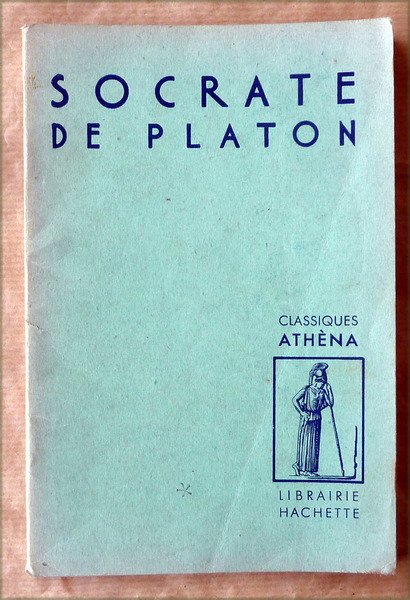 SOCRATE
DE PLATON
CLASSIQUES
ATHÈNA
LIBRAIRIE
HACHETTE